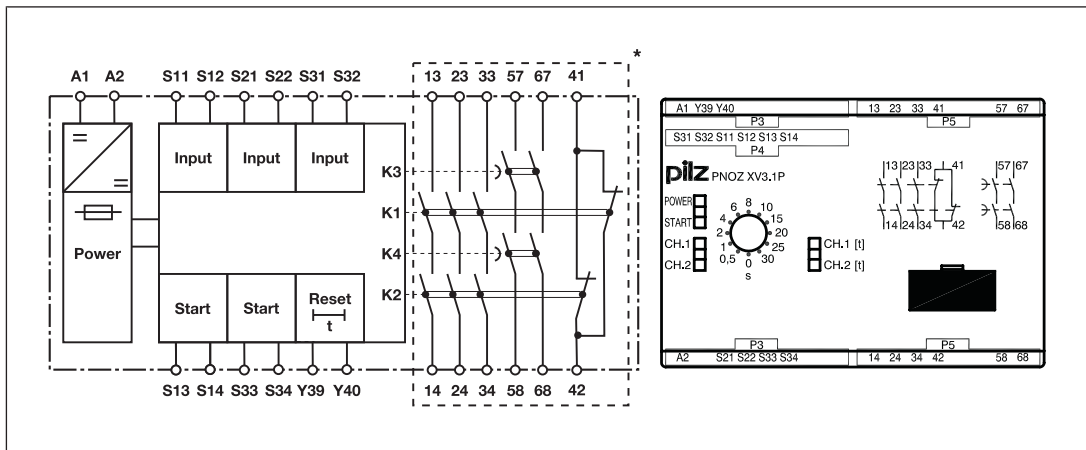 *
A1 A2 S11 S12 S21 S22 S31 S32 13 23 33 57 67 41
Input Input Input
Power
K3
K1
K4
K2
Start Start Reset
t
S13 S14 S33 S34 Y39 Y40 14 24 34 58 68 42
A1 Y39 Y40 13 23 33 41 57 67
P3 P5
S31 S32 S11 S12 S13 S14
P4
pilz PNOZ XV3.1P
13 23 33 41 57 67
14 24 34 42 58 68
POWER
START
CH.1
CH.2
0 0,5 1 2 4 6 8 10 15 20 25 30
s
CH.1 [t]
CH.2 [t]
P3 P5
A2 S21 S22 S33 S34 14 24 34 42 58 68